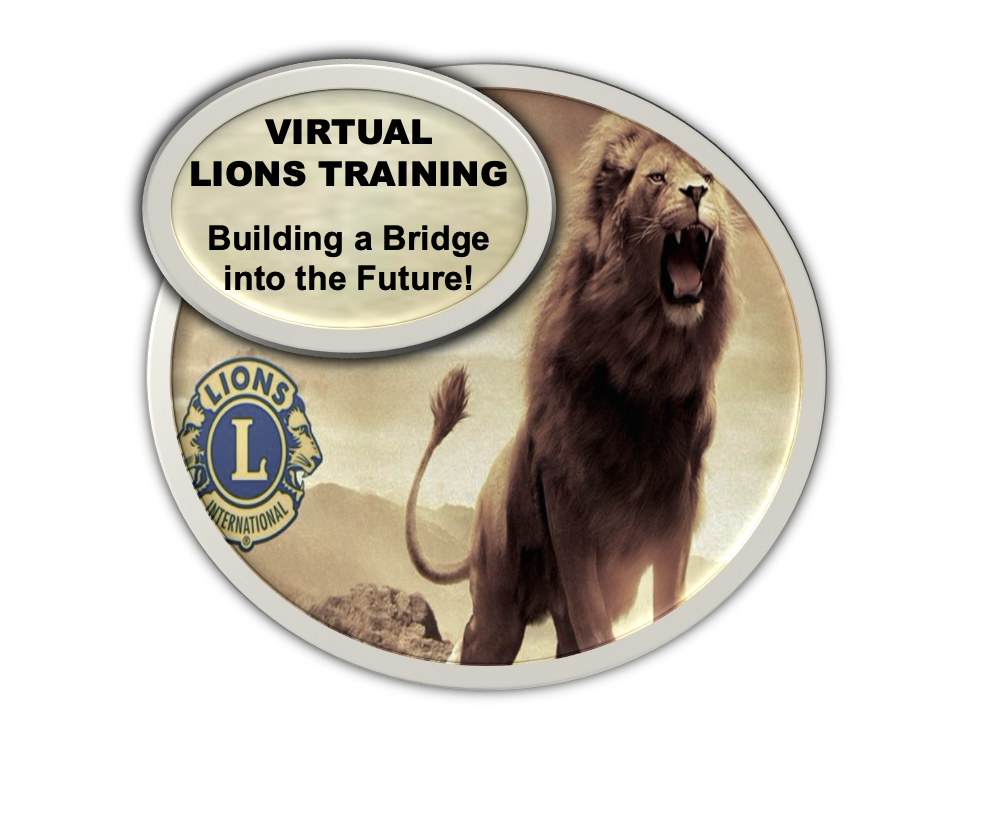 VIRTUAL
LIONS TRAINING
Building a Bridge
into the Future!
LIONS
L
INTERNATIONAL
®